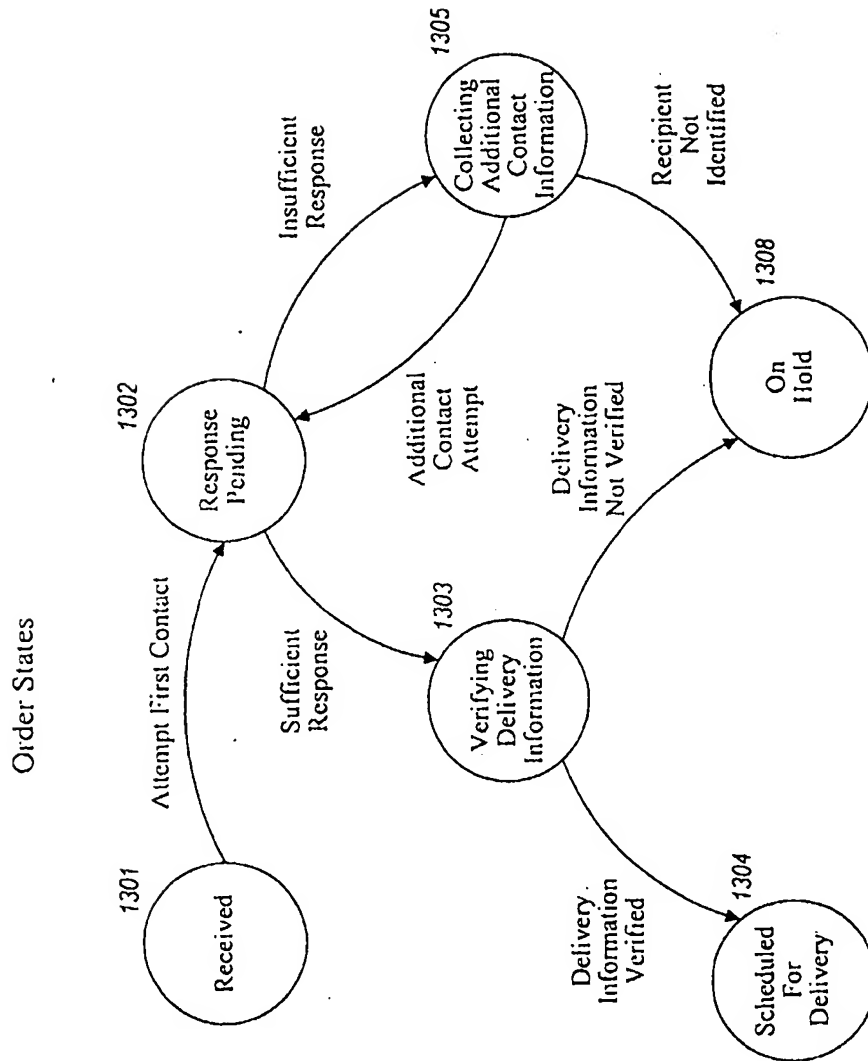 Order States
1301
Received
Attempt First Contact
1302
Response
Pending
Sufficient
Response
Insufficient
Response
1303
Verifying
Delivery
Information
Additional
Contact
Attempt
1305
Collecting
Additional
Contact
Information
Delivery
Information
Verified
Delivery
Information
Not Verified
Recipient
Not
Identified
1304
Scheduled
For
Delivery
1308
On
Hold